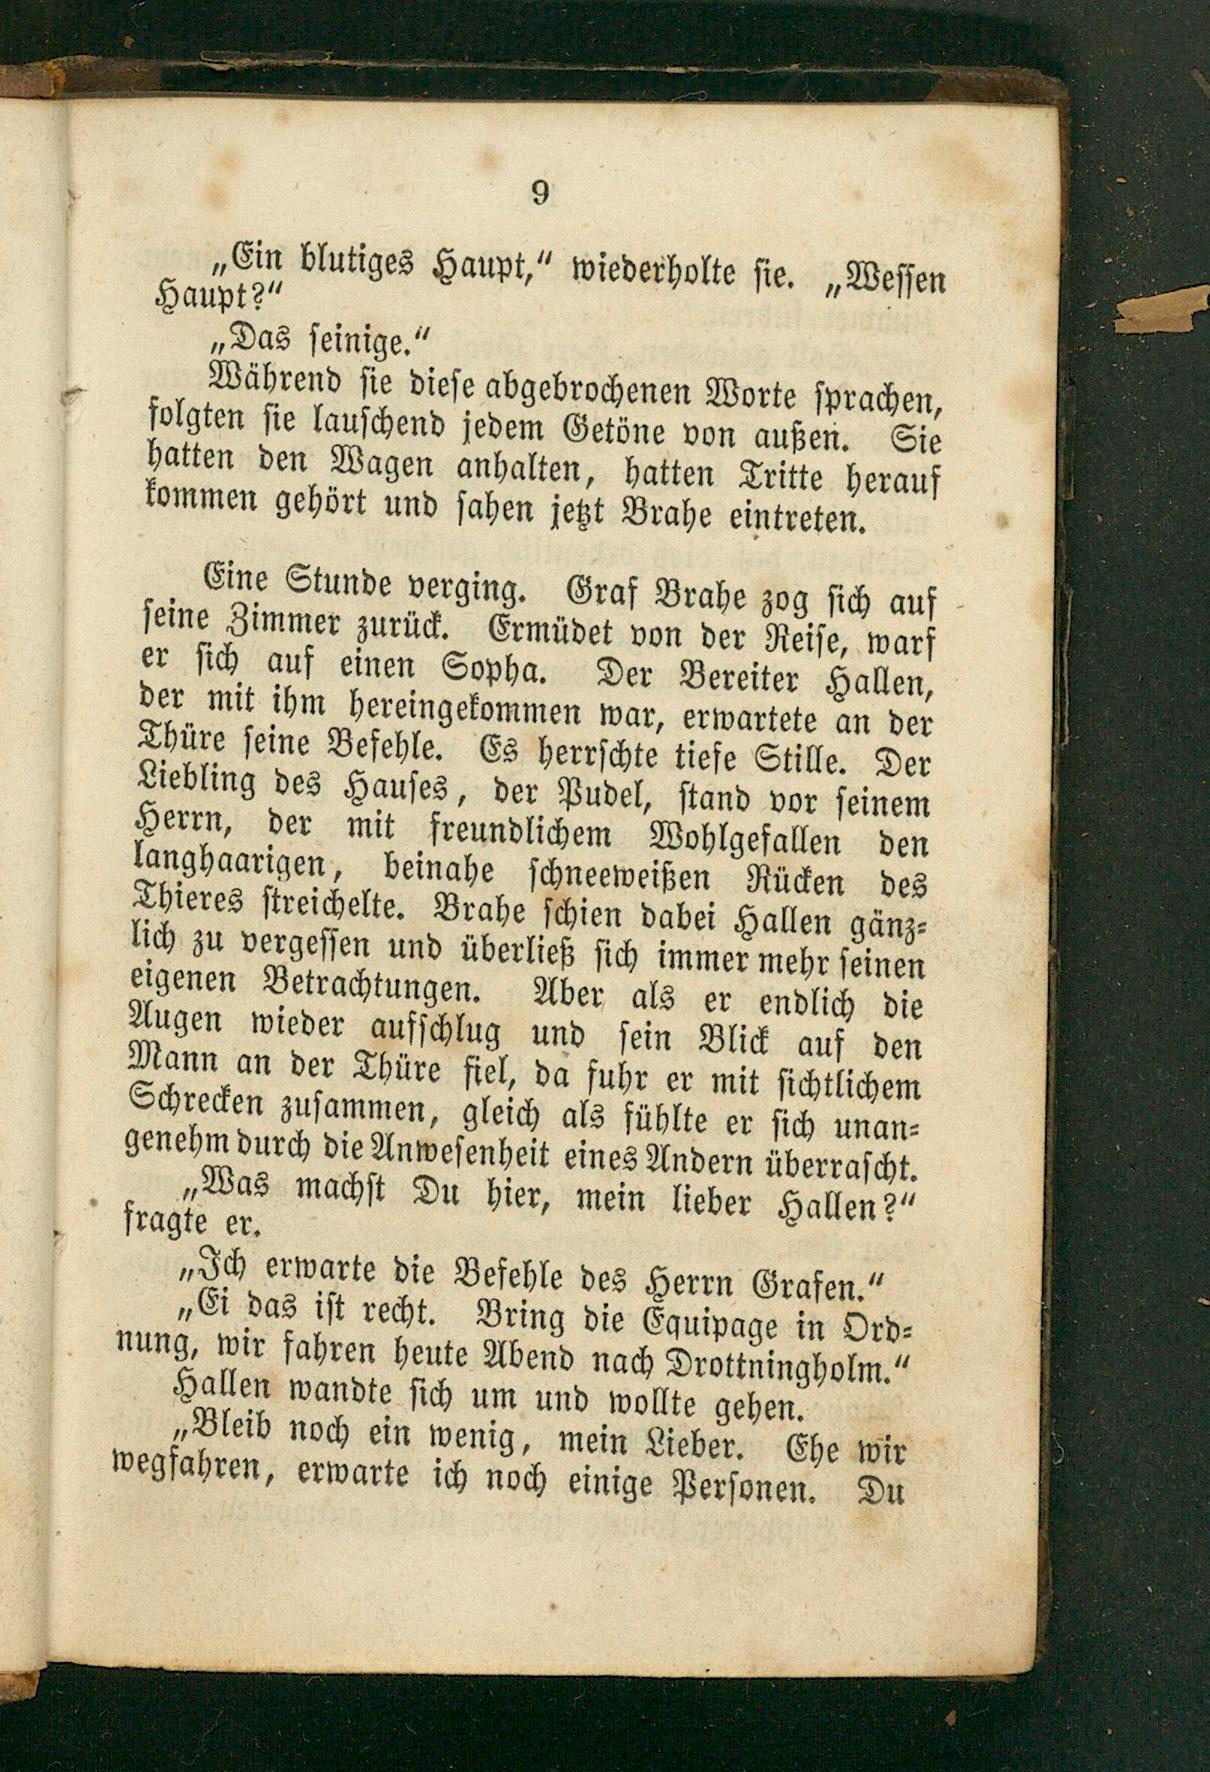 9
„Ein blutiges Haupt,“ wiederholte sie. „Wessen
Haupt?“
„Das seinige.“
Während sie diese abgebrochenen Worte sprachen,
folgten sie lauschend jedem Getöne von außen. Sie
hatten den Wagen anhalten, hatten Tritte herauf
kommen gehört und sahen jetzt Brahe eintreten.
Eine Stunde verging. Graf Brahe zog sich auf
seine Zimmer zurück. Ermüdet von der Reise, warf
er sich auf einen Sopha. Der Bereiter Hallen,
der mit ihm hereingekommen war, erwartete an der
Thüre seine Befehle. Es herrschte tiefe Stille. Der
Liebling des Hauses, der Pudel, stand vor seinem
Herrn, der mit freundlichem Wohlgefallen den
langhaarigen, beinahe schneeweißen Rücken des
Thieres streichelte. Brahe schien dabei Hallen gänz-
lich zu vergessen und überließ sich immer mehr seinen
eigenen Betrachtungen. Aber als er endlich die
Augen wieder aufschlug und sein Blick auf den
Mann an der Thüre fiel, da fuhr er mit sichtlichem
Schrecken zusammen, gleich als fühlte er sich unan-
genehm durch die Anwesenheit eines Andern überrascht.
„Was machst Du hier, mein lieber Hallen?“
fragte er.
„Ich erwarte die Befehle des Herrn Grafen.“
„Ei das ist recht. Bring die Equipage in Ord-
nung, wir fahren heute Abend nach Drottningholm.“
Hallen wandte sich um und wollte gehen.
„Bleib noch ein wenig, mein Lieber. Ehe wir
wegfahren, erwarte ich noch einige Personen. Du